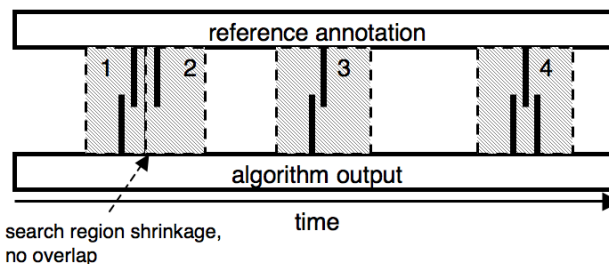 reference annotation
1 2 3 4
algorithm output
time
search region shrinkage,
no overlap